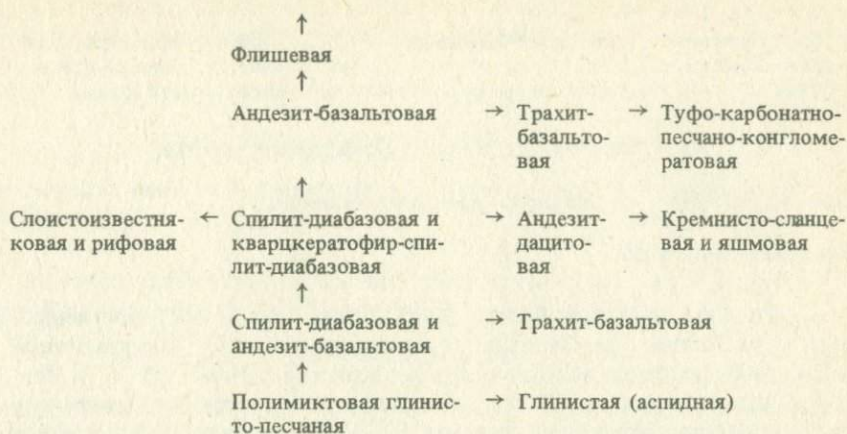 ↑
Флишевая
↑
Андезит-базальтовая → Трахит- → Туфо-карбонатно-
базальто- песчано-конгломе-
вая ратовая
↑
Слоистоизвестня- ← Спилит-диабазовая и → Андезит- → Кремнисто-сланце-
ковая и рифовая кварцкератофир-спи- дацито- вая и яшмовая
лит-диабазовая вая
↑
Спилит-диабазовая и → Трахит-базальтовая
андезит-базальтовая
↑
Полимиктовая глинис- → Глинистая (аспидная)
то-песчаная